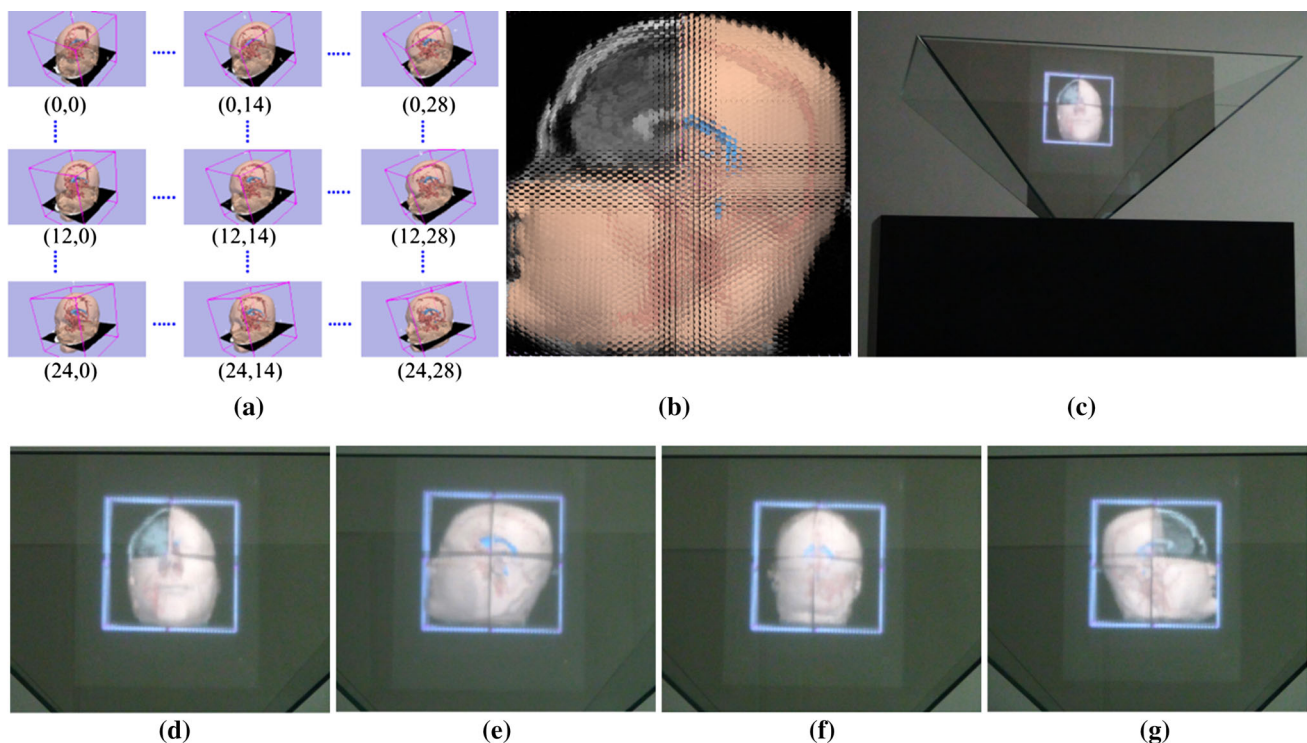 (0,0) (0,14) (0,28)
(12,0) (12,14) (12,28)
(24,0) (24,14) (24,28)
(a) (b) (c)
(d) (e) (f) (g)